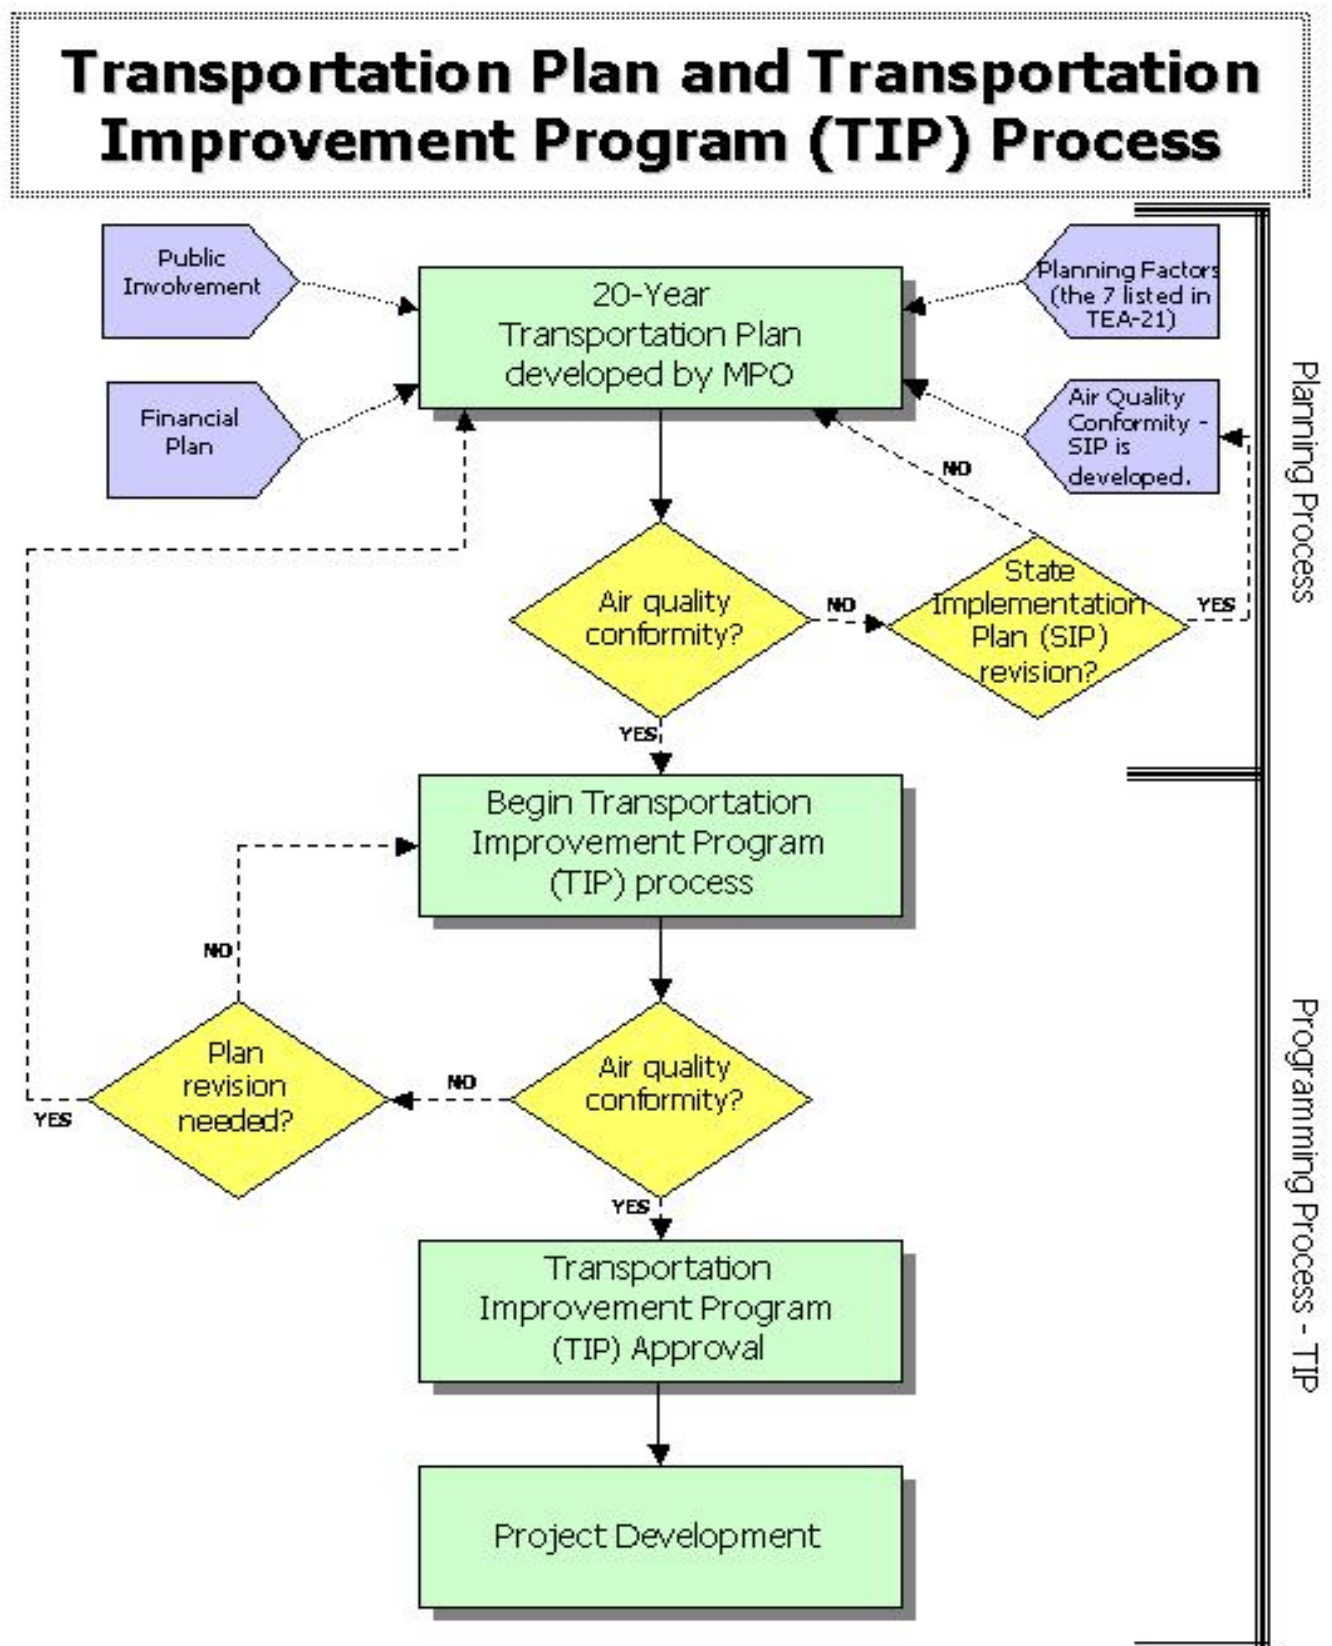 Transportation Plan and Transportation
Improvement Program (TIP) Process
Public
Involvement
20-Year
Transportation Plan
developed by MPO
Planning Factors
(the 7 listed in
TEA-21)
Financial
Plan
Air Quality
Conformity -
SIP is
developed.
Planning Process
NO
Air quality
conformity?
NO
State
Implementation
Plan (SIP)
revision?
YES
YES
Begin Transportation
Improvement Program
(TIP) process
NO
Plan
revision
needed?
YES
NO
Air quality
conformity?
YES
Programming Process - TIP
Transportation
Improvement Program
(TIP) Approval
Project Development